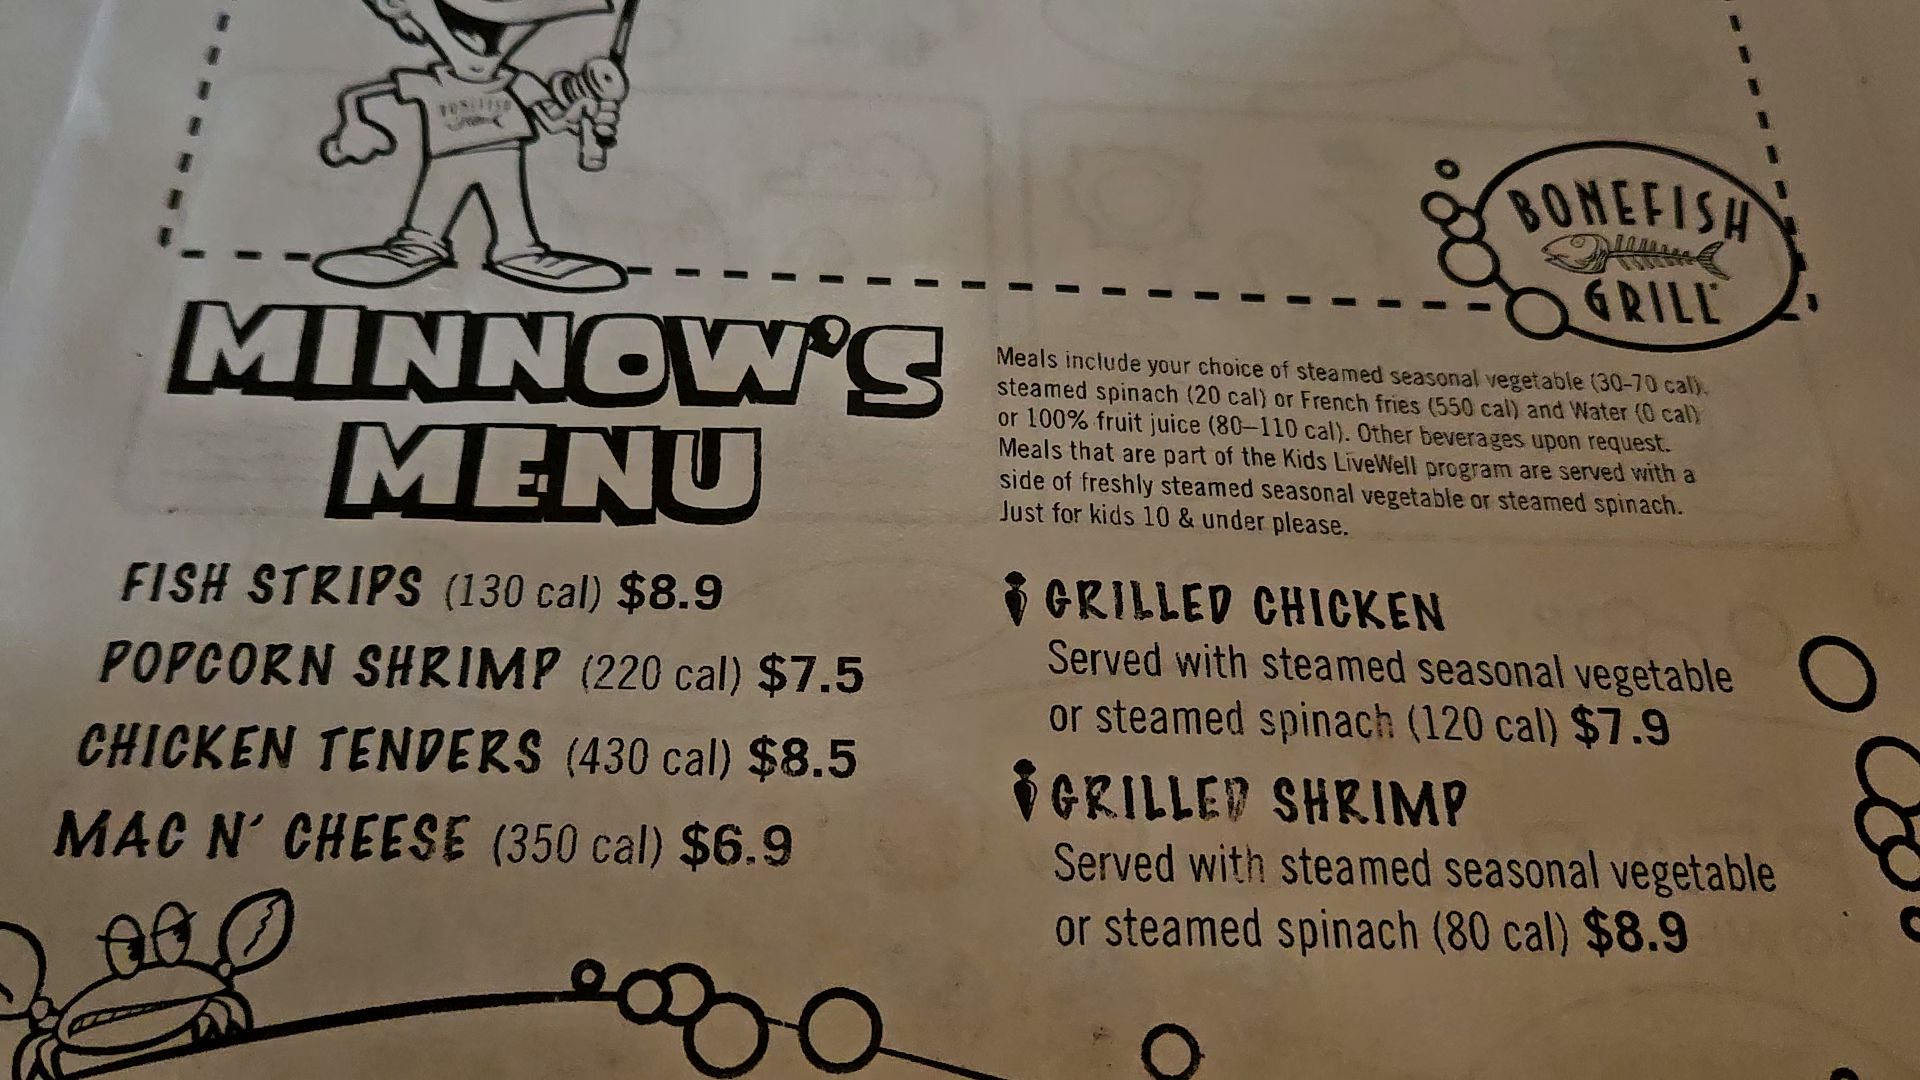 BONEFISH
BONEFISH
GRILL
MINNOW'S
MENU
Meals include your choice of steamed seasonal vegetable (30-70 cal),
steamed spinach (20 cal) or French fries (550 cal) and Water (0 cal)
or 100% fruit juice (80–110 cal). Other beverages upon request.
Meals that are part of the Kids LiveWell program are served with a
side of freshly steamed seasonal vegetable or steamed spinach.
Just for kids 10 & under please.
FISH STRIPS (130 cal) $8.9
POPCORN SHRIMP (220 cal) $7.5
CHICKEN TENDERS (430 cal) $8.5
MAC N' CHEESE (350 cal) $6.9
GRILLED CHICKEN
Served with steamed seasonal vegetable
or steamed spinach (120 cal) $7.9
GRILLED SHRIMP
Served with steamed seasonal vegetable
or steamed spinach (80 cal) $8.9